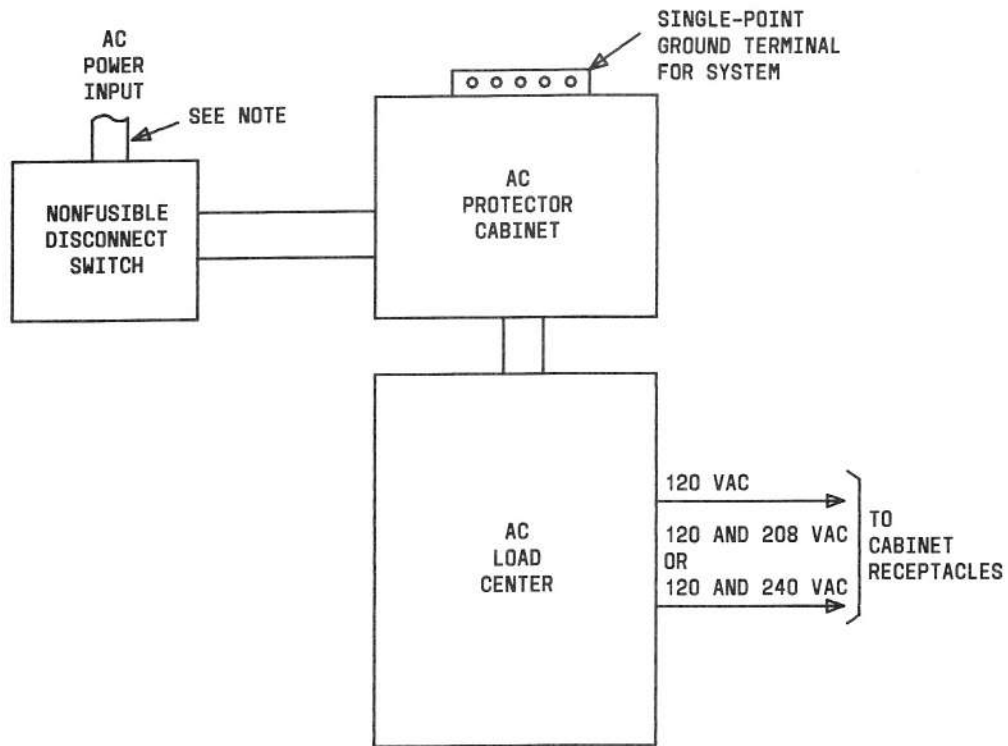 AC
POWER
INPUT
SEE NOTE
SINGLE-POINT
GROUND TERMINAL
FOR SYSTEM
NONFUSIBLE
DISCONNECT
SWITCH
AC
PROTECTOR
CABINET
AC
LOAD
CENTER
120 VAC
120 AND 208 VAC
OR
120 AND 240 VAC
TO
CABINET
RECEPTACLES